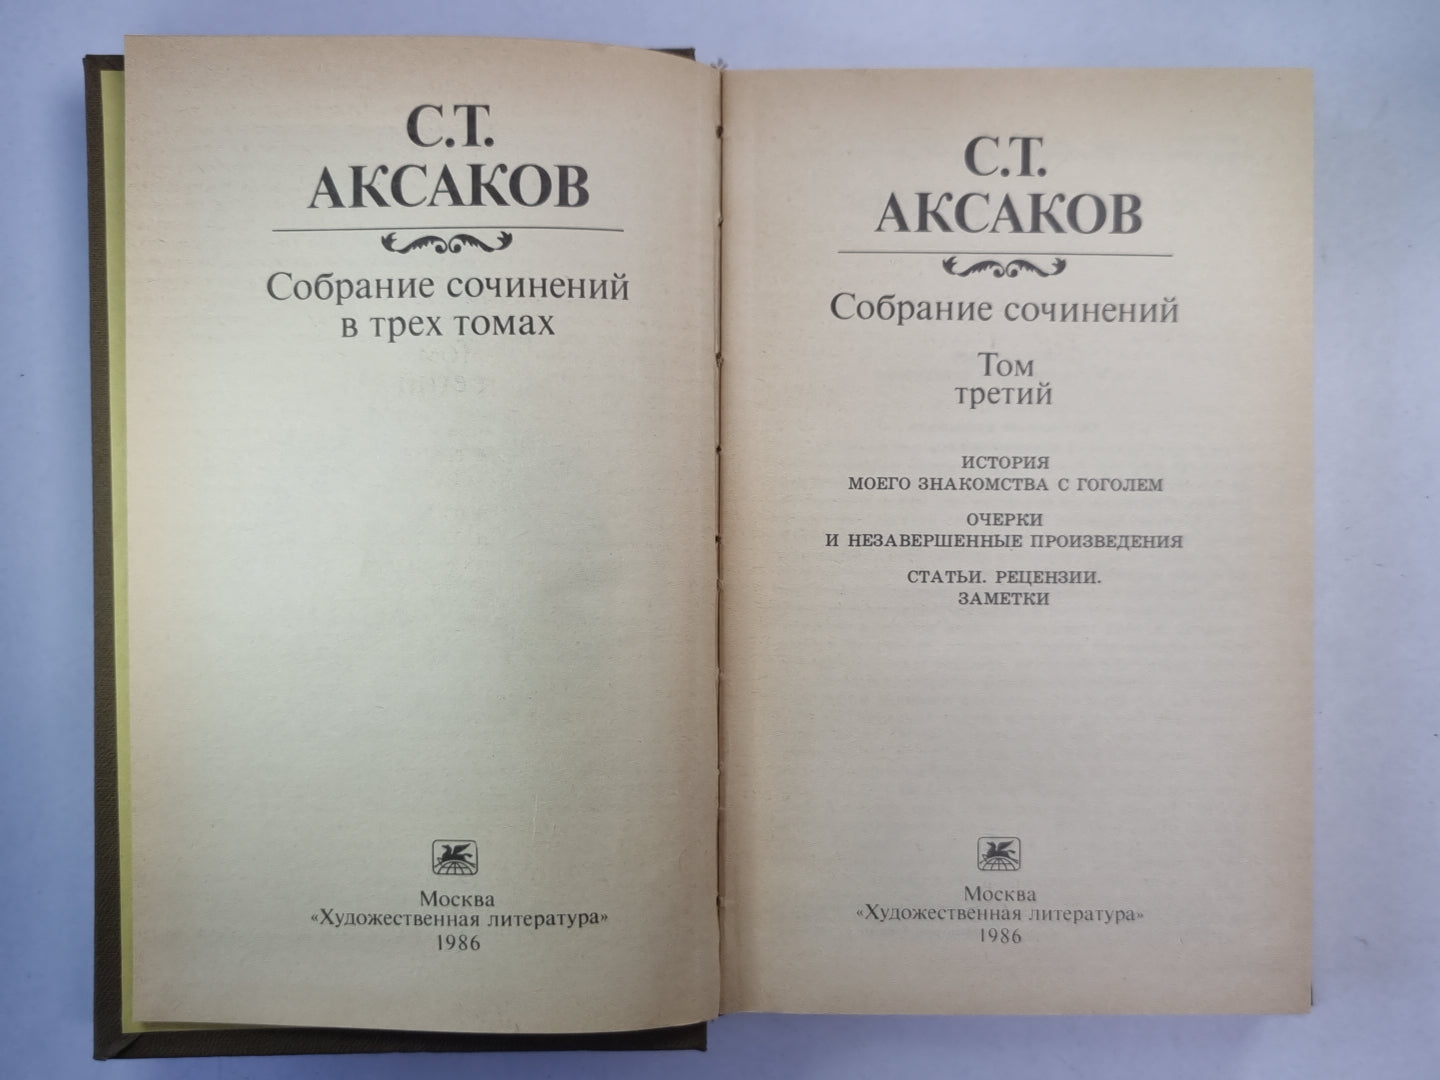 С.Т.
АКСАКОВ
Собрание сочинений
в трех томах
Москва
«Художественная литература»
1986
С.Т.
АКСАКОВ
Собрание сочинений
Том
третий
ИСТОРИЯ
МОЕГО ЗНАКОМСТВА С ГОГОЛЕМ
ОЧЕРКИ
И НЕЗАВЕРШЕННЫЕ ПРОИЗВЕДЕНИЯ
СТАТЬИ. РЕЦЕНЗИИ.
ЗАМЕТКИ
Москва
«Художественная литература»
1986